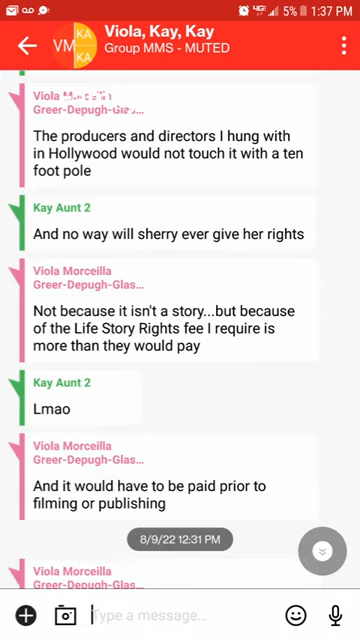 4G 5% 1:37 PM
Viola, Kay, Kay
VM KA KA
Group MMS - MUTED
Viola
Greer-Depugh-Glas...
The producers and directors I hung with
in Hollywood would not touch it with a ten
foot pole
Kay Aunt 2
And no way will sherry ever give her rights
Viola Morceilla
Greer-Depugh-Glas...
Not because it isn't a story...but because
of the Life Story Rights fee I require is
more than they would pay
Kay Aunt 2
Lmao
Viola Morceilla
Greer-Depugh-Glas...
And it would have to be paid prior to
filming or publishing
8/9/22 12:31 PM
Viola Morceilla
Greer-Depugh-Glas...
Type a message...